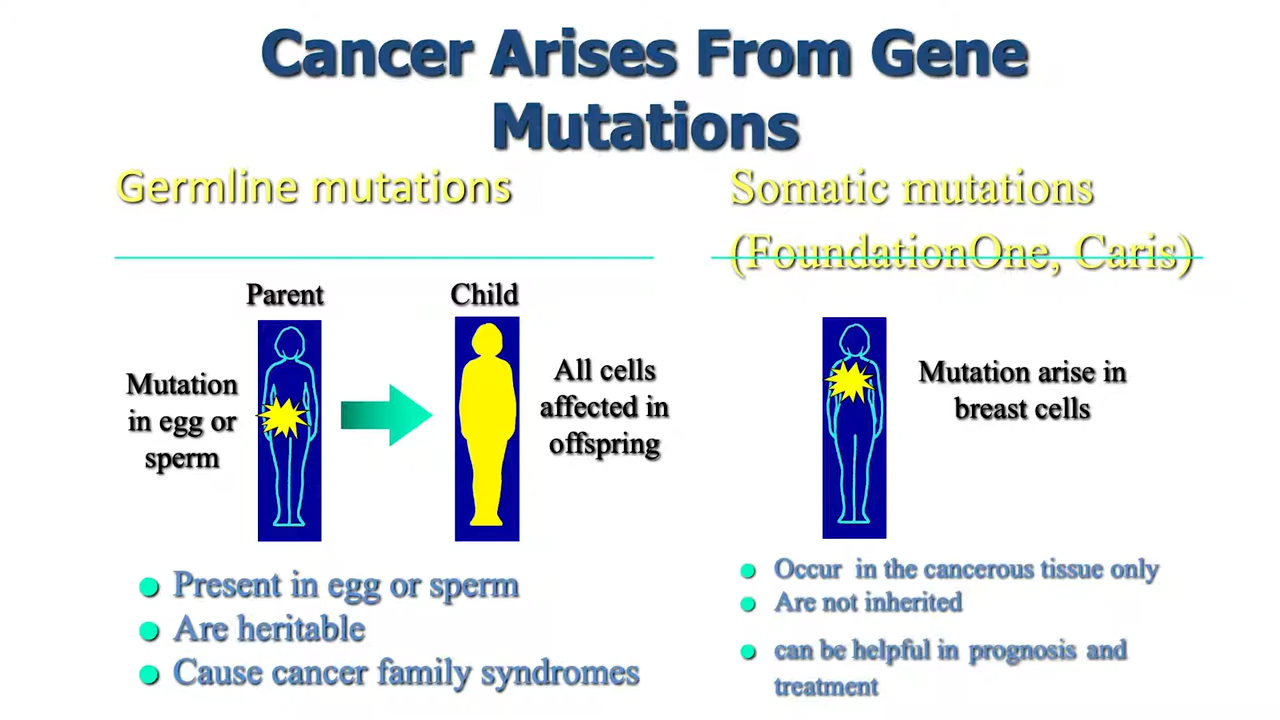 Cancer Arises From Gene
Mutations
Germline mutations
Parent
Child
Mutation
in egg or
sperm
All cells
affected in
offspring
Present in egg or sperm
Are heritable
Cause cancer family syndromes
Somatic mutations
(FoundationOne, Caris)
Mutation arise in
breast cells
Occur in the cancerous tissue only
Are not inherited
can be helpful in prognosis and
treatment